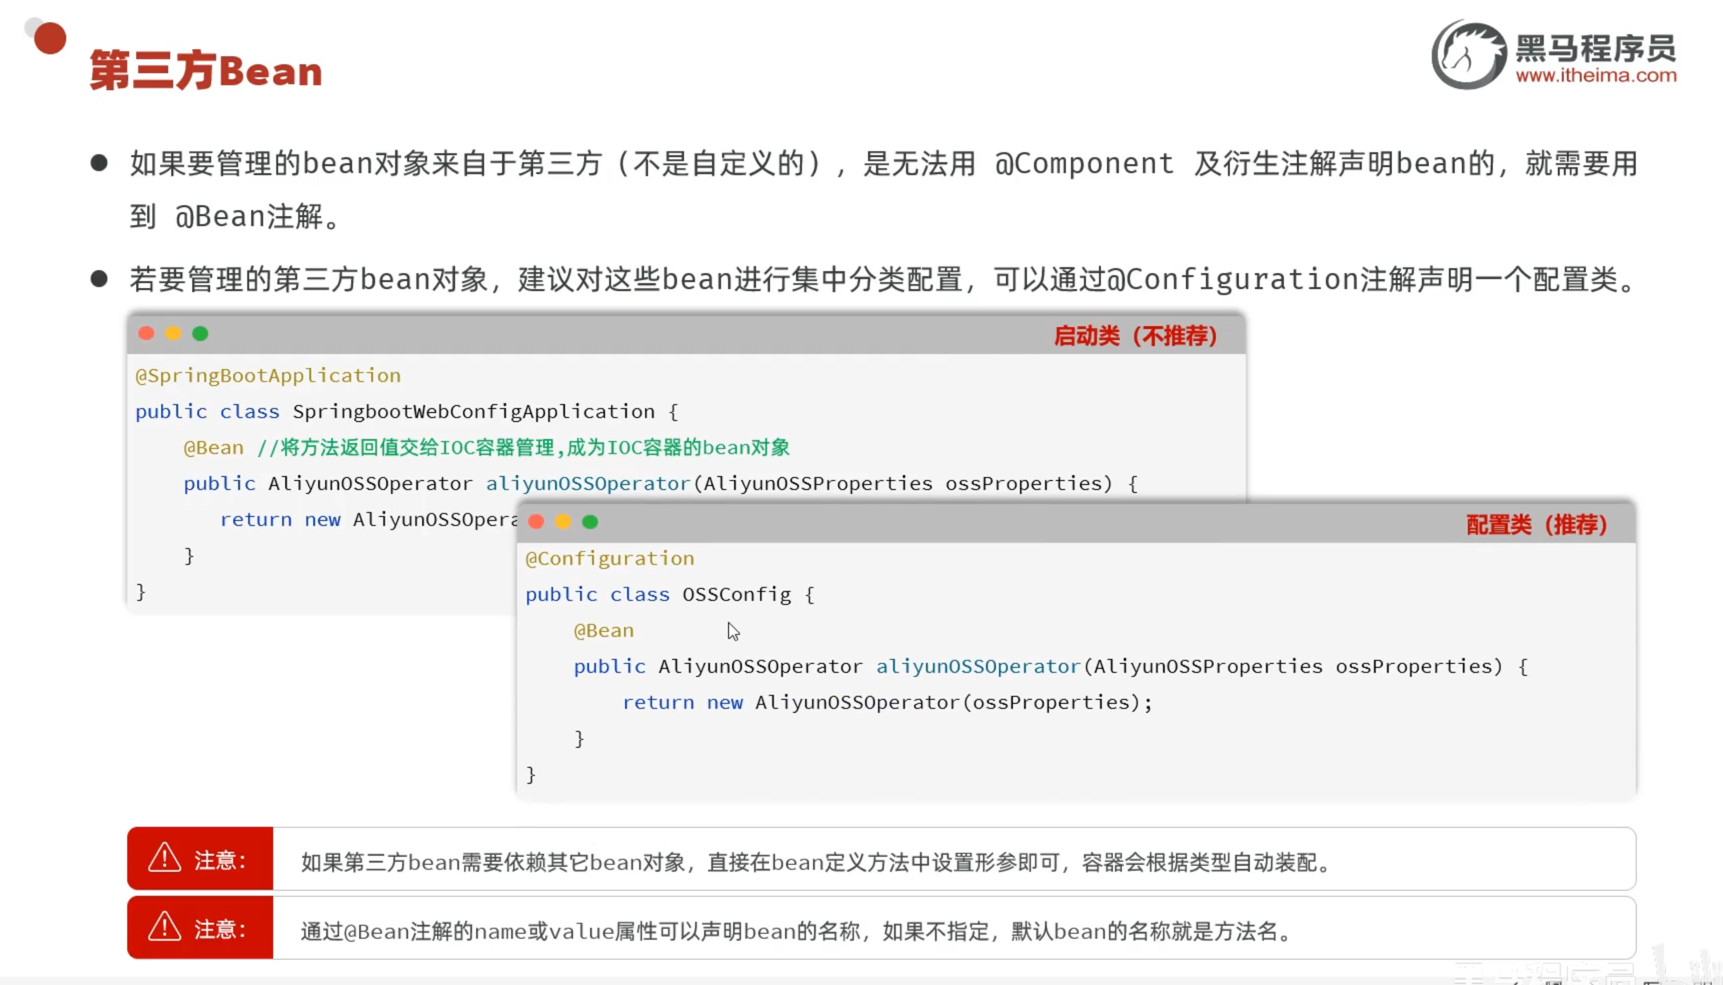 第三方Bean
黑马程序员
www.itheima.com
如果要管理的bean对象来自于第三方（不是自定义的），是无法用 @Component 及衍生注解声明bean的，就需要用
到 @Bean注解。
若要管理的第三方bean对象，建议对这些bean进行集中分类配置，可以通过@Configuration注解声明一个配置类。
启动类（不推荐）
@SpringBootApplication
public class SpringbootWebConfigApplication {
@Bean //将方法返回值交给IOC容器管理,成为IOC容器的bean对象
public AliyunOSSOperator aliyunOSSOperator(AliyunOSSProperties ossProperties) {
return new AliyunOSSOpera
}
}
配置类（推荐）
@Configuration
public class OSSConfig {
@Bean
public AliyunOSSOperator aliyunOSSOperator(AliyunOSSProperties ossProperties) {
return new AliyunOSSOperator(ossProperties);
}
}
注意：
如果第三方bean需要依赖其它bean对象，直接在bean定义方法中设置形参即可，容器会根据类型自动装配。
注意：
通过@Bean注解的name或value属性可以声明bean的名称，如果不指定，默认bean的名称就是方法名。